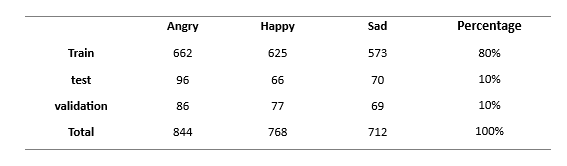 Angry Happy Sad Percentage
Train 662 625 573 80%
test 96 66 70 10%
validation 86 77 69 10%
Total 844 768 712 100%